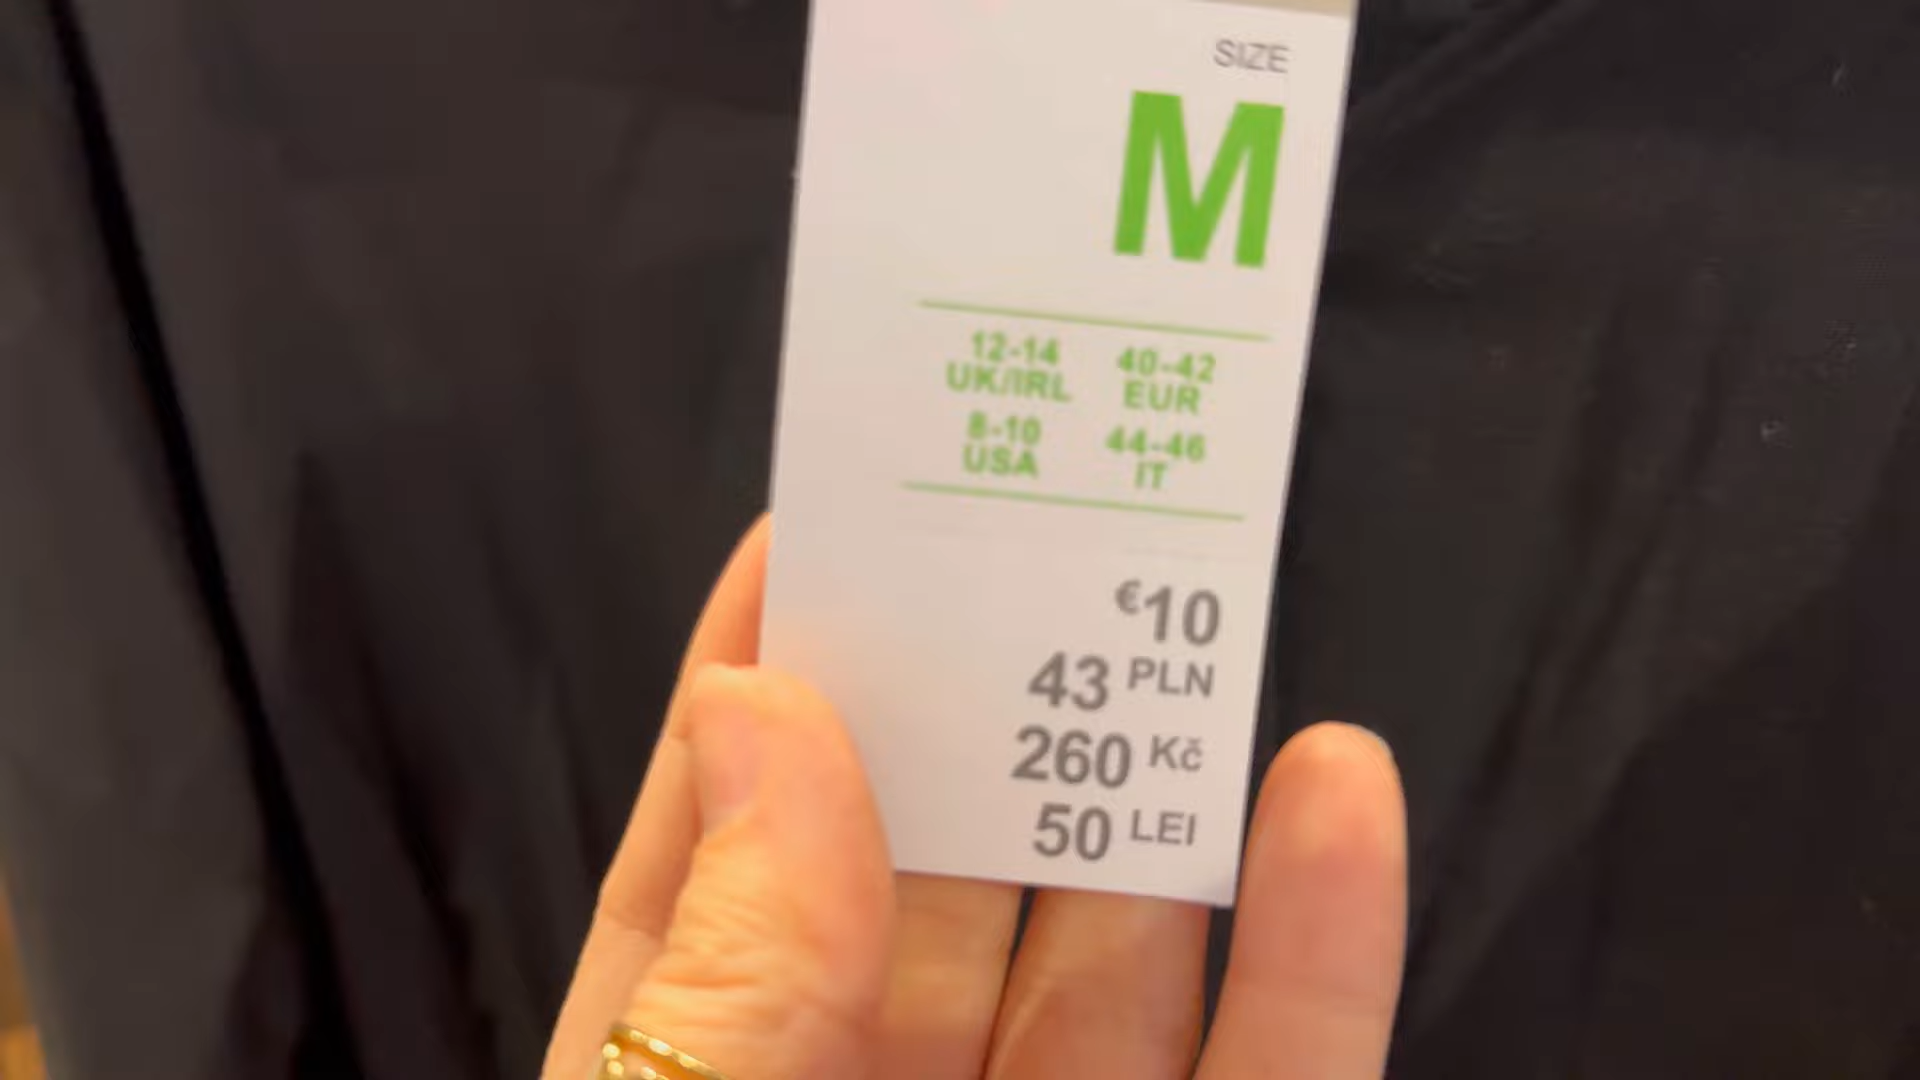 SIZE
M
12-14 40-42
UK/IRL EUR
8-10 44-46
USA IT
€10
43 PLN
260 Kč
50 LEI